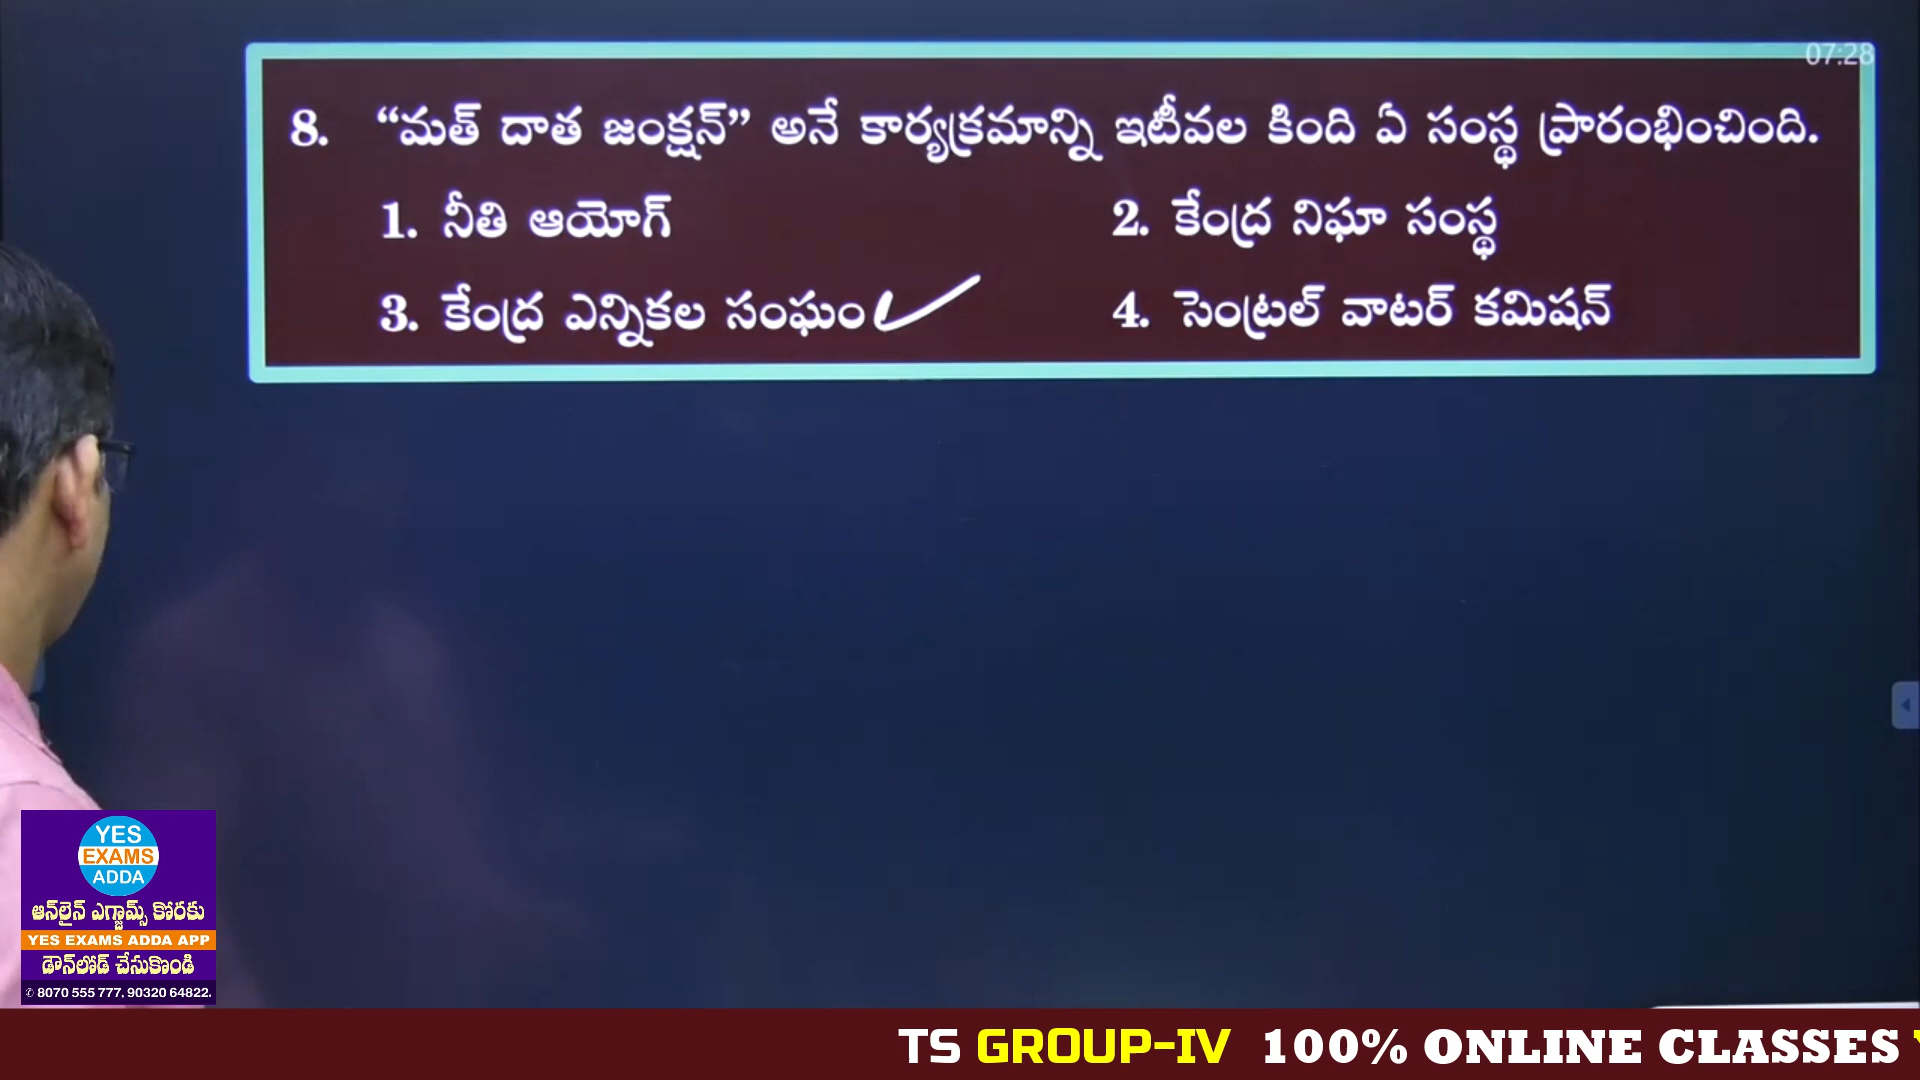 07:28
8. “మత్ దాత జంక్షన్” అనే కార్యక్రమాన్ని ఇటీవల కింది ఏ సంస్థ ప్రారంభించింది.
1. నీతి ఆయోగ్
2. కేంద్ర నిఘా సంస్థ
3. కేంద్ర ఎన్నికల సంఘం
4. సెంట్రల్ వాటర్ కమిషన్
YES
EXAMS
ADDA
ఆన్‌లైన్ ఎగ్జామ్స్ కోరకు
YES EXAMS ADDA APP
డౌన్‌లోడ్ చేసుకొండి
✆ 8070 555 777, 90320 64822.
TS GROUP-IV 100% ONLINE CLASSES